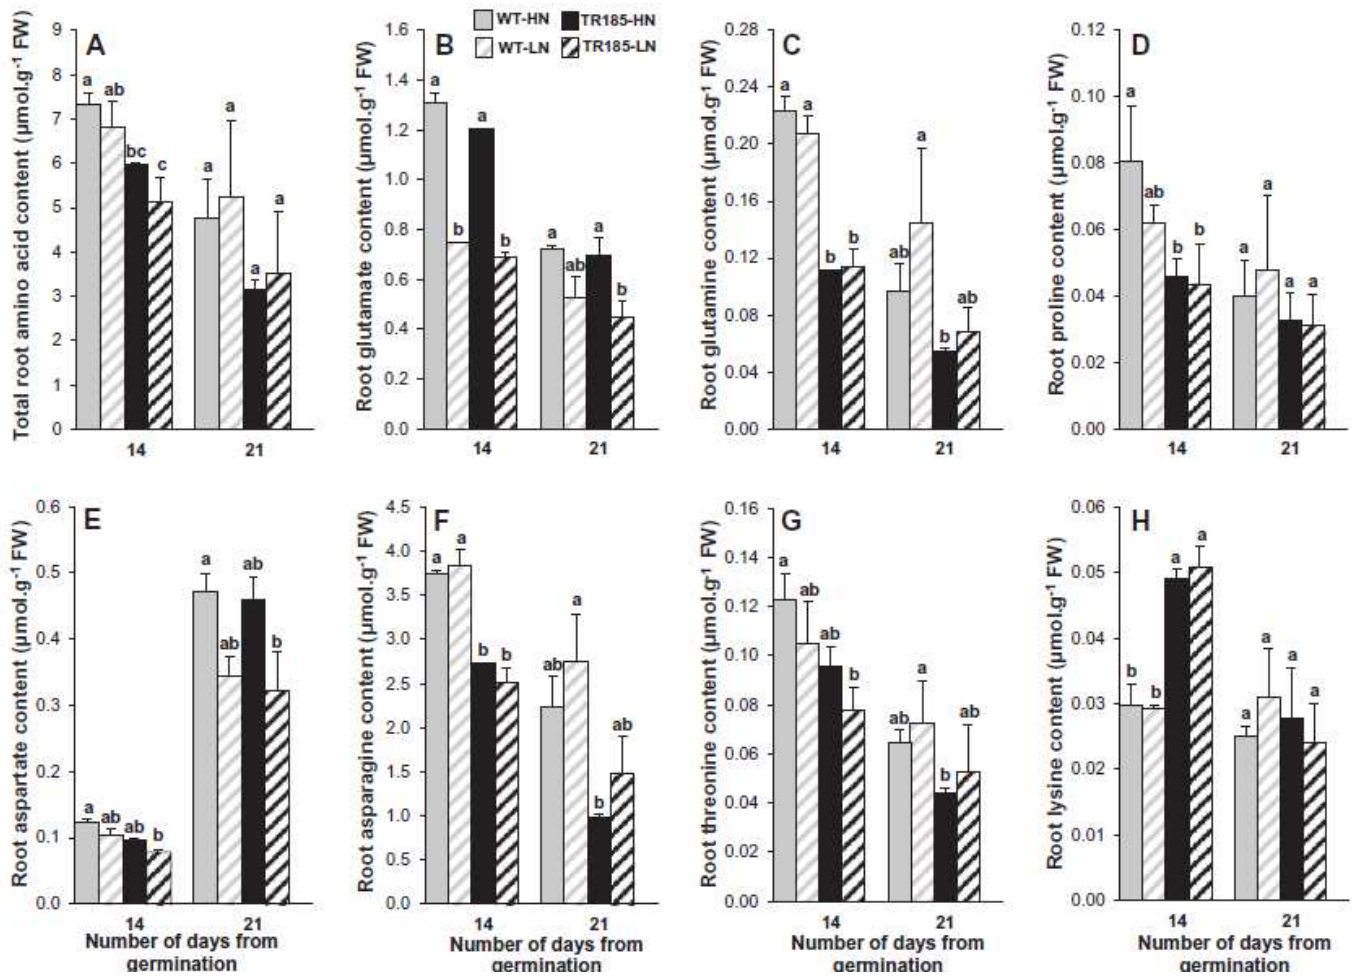 WT-HN TR185-HN
WT-LN TR185-LN
A
Total root amino acid content (µmol.g-1 FW)
9
8
7
6
5
4
3
2
1
0
a
ab
bc
c
a
a
a
a
14
21
B
Root glutamate content (µmol.g-1 FW)
1.6
1.4
1.2
1.0
0.8
0.6
0.4
0.2
0.0
a
b
a
b
a
ab
a
b
14
21
C
Root glutamine content (µmol.g-1 FW)
0.28
0.24
0.20
0.16
0.12
0.08
0.04
0.00
a
a
b
b
ab
a
b
ab
14
21
D
Root proline content (µmol.g-1 FW)
0.12
0.10
0.08
0.06
0.04
0.02
0.00
a
ab
b
b
a
a
a
a
14
21
E
Root aspartate content (µmol.g-1 FW)
0.6
0.5
0.4
0.3
0.2
0.1
0.0
a
ab
ab
b
a
ab
ab
b
14
21
Number of days from
germination
F
Root asparagine content (µmol.g-1 FW)
4.5
4.0
3.5
3.0
2.5
2.0
1.5
1.0
0.5
0.0
a
a
b
b
ab
a
b
ab
14
21
Number of days from
germination
G
Root threonine content (µmol.g-1 FW)
0.16
0.14
0.12
0.10
0.08
0.06
0.04
0.02
0.00
a
ab
ab
b
ab
a
b
ab
14
21
Number of days from
germination
H
Root lysine content (µmol.g-1 FW)
0.06
0.05
0.04
0.03
0.02
0.01
0.00
b
b
a
a
a
a
a
a
14
21
Number of days from
germination